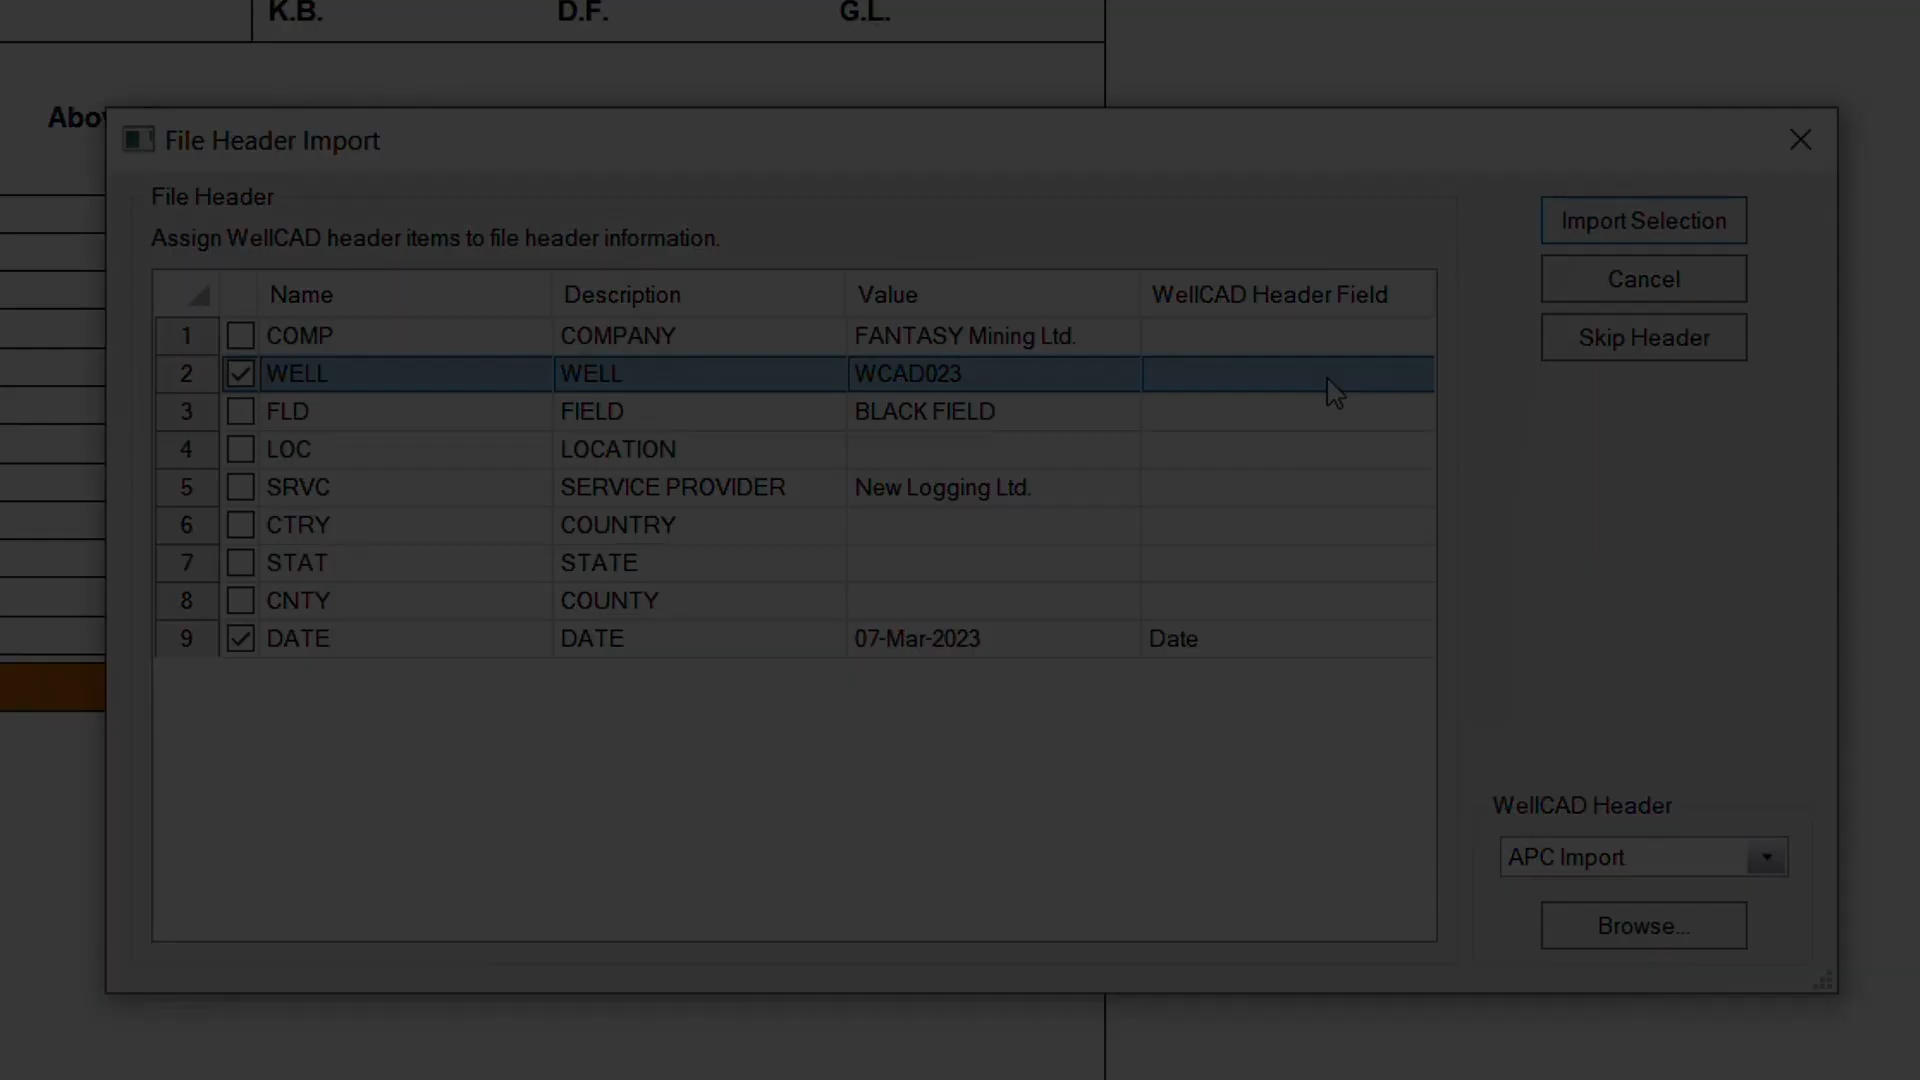 K.B. D.F. G.L.
Abov
File Header Import
File Header
Assign WellCAD header items to file header information.
Name Description Value WellCAD Header Field
1 COMP COMPANY FANTASY Mining Ltd.
2 WELL WELL WCAD023
3 FLD FIELD BLACK FIELD
4 LOC LOCATION
5 SRVC SERVICE PROVIDER New Logging Ltd.
6 CTRY COUNTRY
7 STAT STATE
8 CNTY COUNTY
9 DATE DATE 07-Mar-2023 Date
Import Selection
Cancel
Skip Header
WellCAD Header
APC Import
Browse...